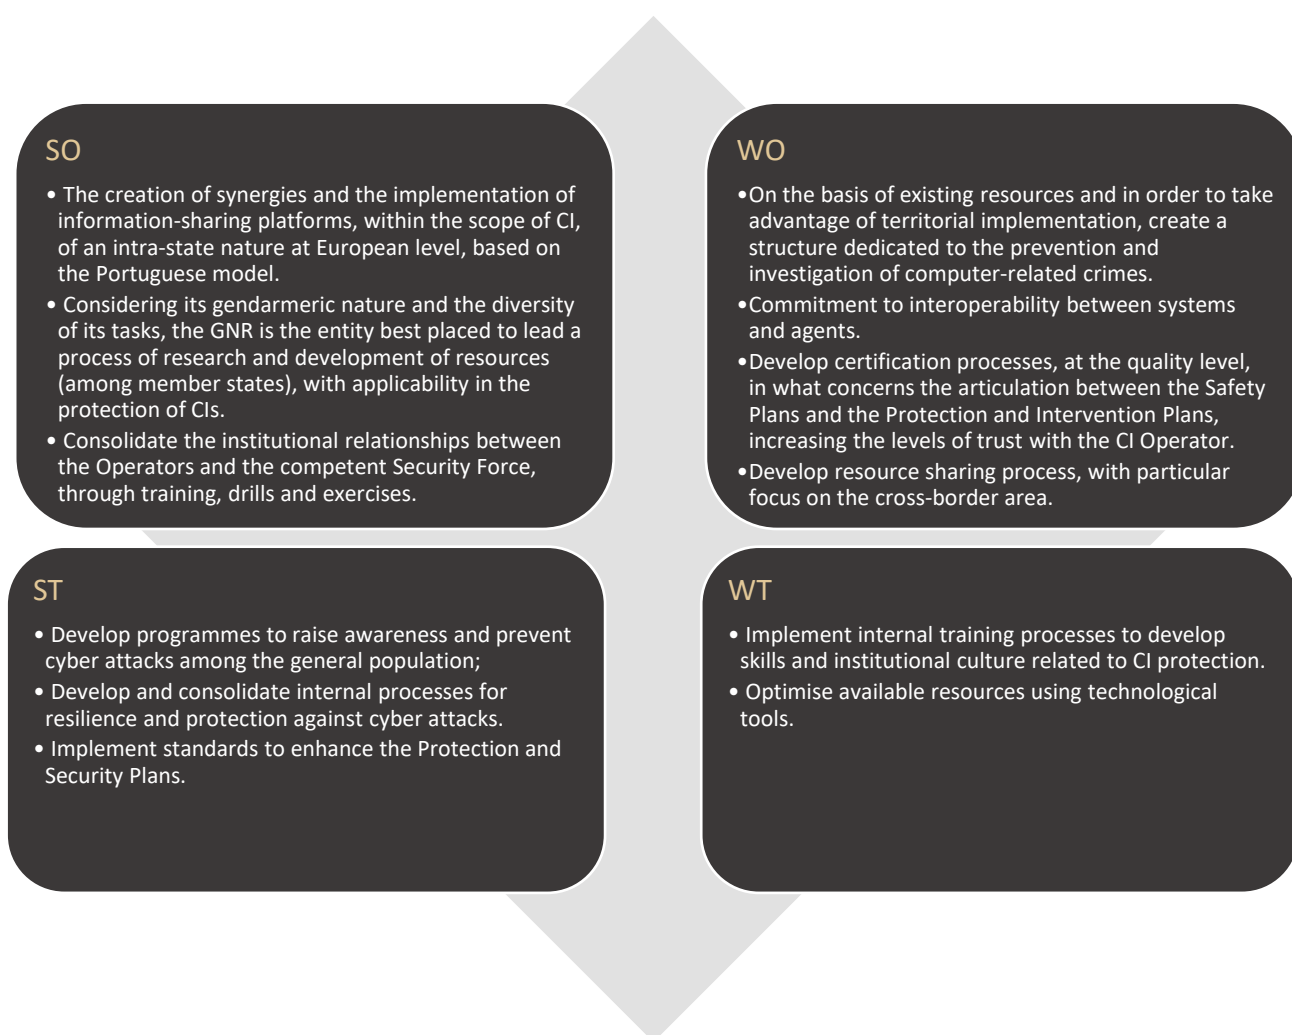 SO
• The creation of synergies and the implementation of
information-sharing platforms, within the scope of CI,
of an intra-state nature at European level, based on
the Portuguese model.
• Considering its gendarmeric nature and the diversity
of its tasks, the GNR is the entity best placed to lead a
process of research and development of resources
(among member states), with applicability in the
protection of CIs.
• Consolidate the institutional relationships between
the Operators and the competent Security Force,
through training, drills and exercises.
WO
•On the basis of existing resources and in order to take
advantage of territorial implementation, create a
structure dedicated to the prevention and
investigation of computer-related crimes.
•Commitment to interoperability between systems
and agents.
•Develop certification processes, at the quality level,
in what concerns the articulation between the Safety
Plans and the Protection and Intervention Plans,
increasing the levels of trust with the CI Operator.
•Develop resource sharing process, with particular
focus on the cross-border area.
ST
• Develop programmes to raise awareness and prevent
cyber attacks among the general population;
• Develop and consolidate internal processes for
resilience and protection against cyber attacks.
• Implement standards to enhance the Protection and
Security Plans.
WT
• Implement internal training processes to develop
skills and institutional culture related to CI protection.
• Optimise available resources using technological
tools.